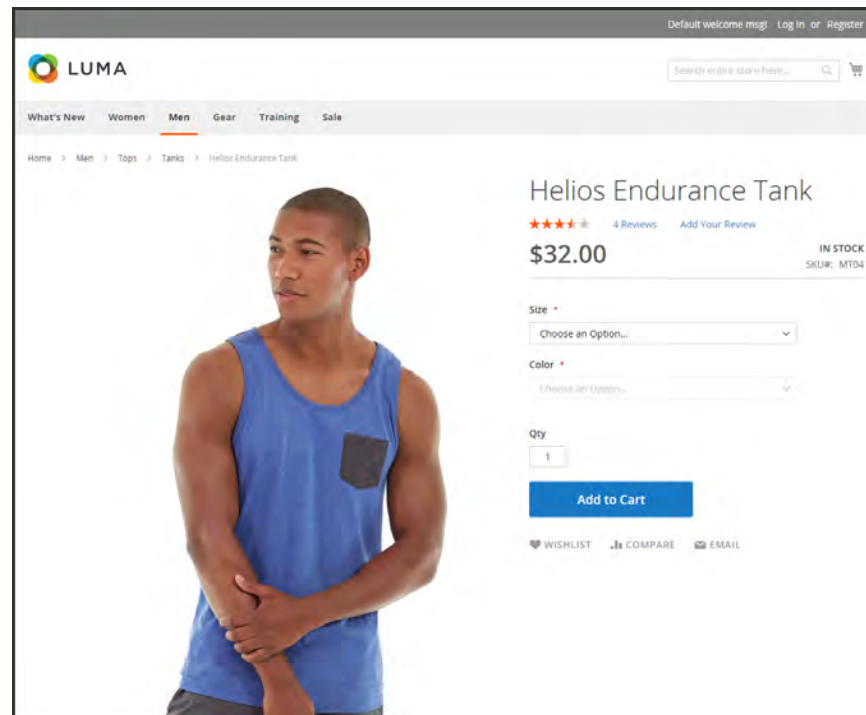 Default welcome msg! Log In or Register
LUMA
Search entire store here...
What's New Women Men Gear Training Sale
Home > Men > Tops > Tanks > Helios Endurance Tank
Helios Endurance Tank
4 Reviews Add Your Review
$32.00
IN STOCK
SKU#: MT04
Size *
Choose an Option...
Color *
Choose an Option...
Qty
1
Add to Cart
WISHLIST COMPARE EMAIL